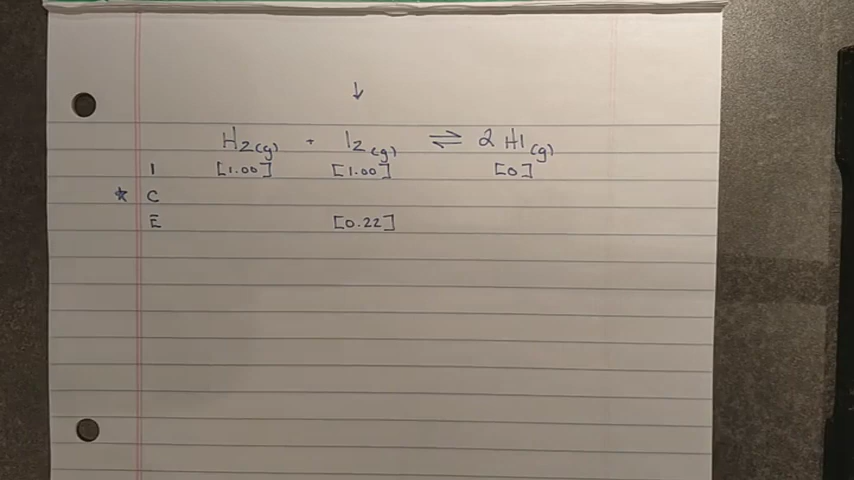 ↓
H₂(g) + I₂(g) ⇌ 2 HI(g)
I [1.00] [1.00] [0]
* C
E [0.22]